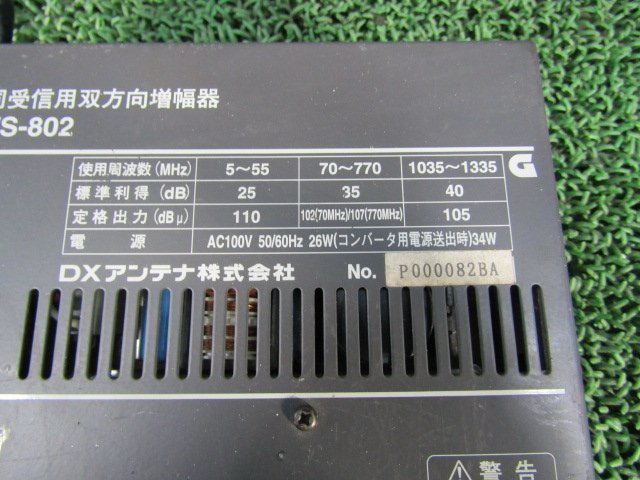 同受信用双方向増幅器
S-802
使用周波数(MHz) 5~55 70~770 1035~1335
標準利得(dB) 25 35 40
定格出力(dBμ) 110 102(70MHz)/107(770MHz) 105
電源 AC100V 50/60Hz 26W(コンバータ用電源送出時)34W
G
DXアンテナ株式会社 No. P000082BA
⚠警告